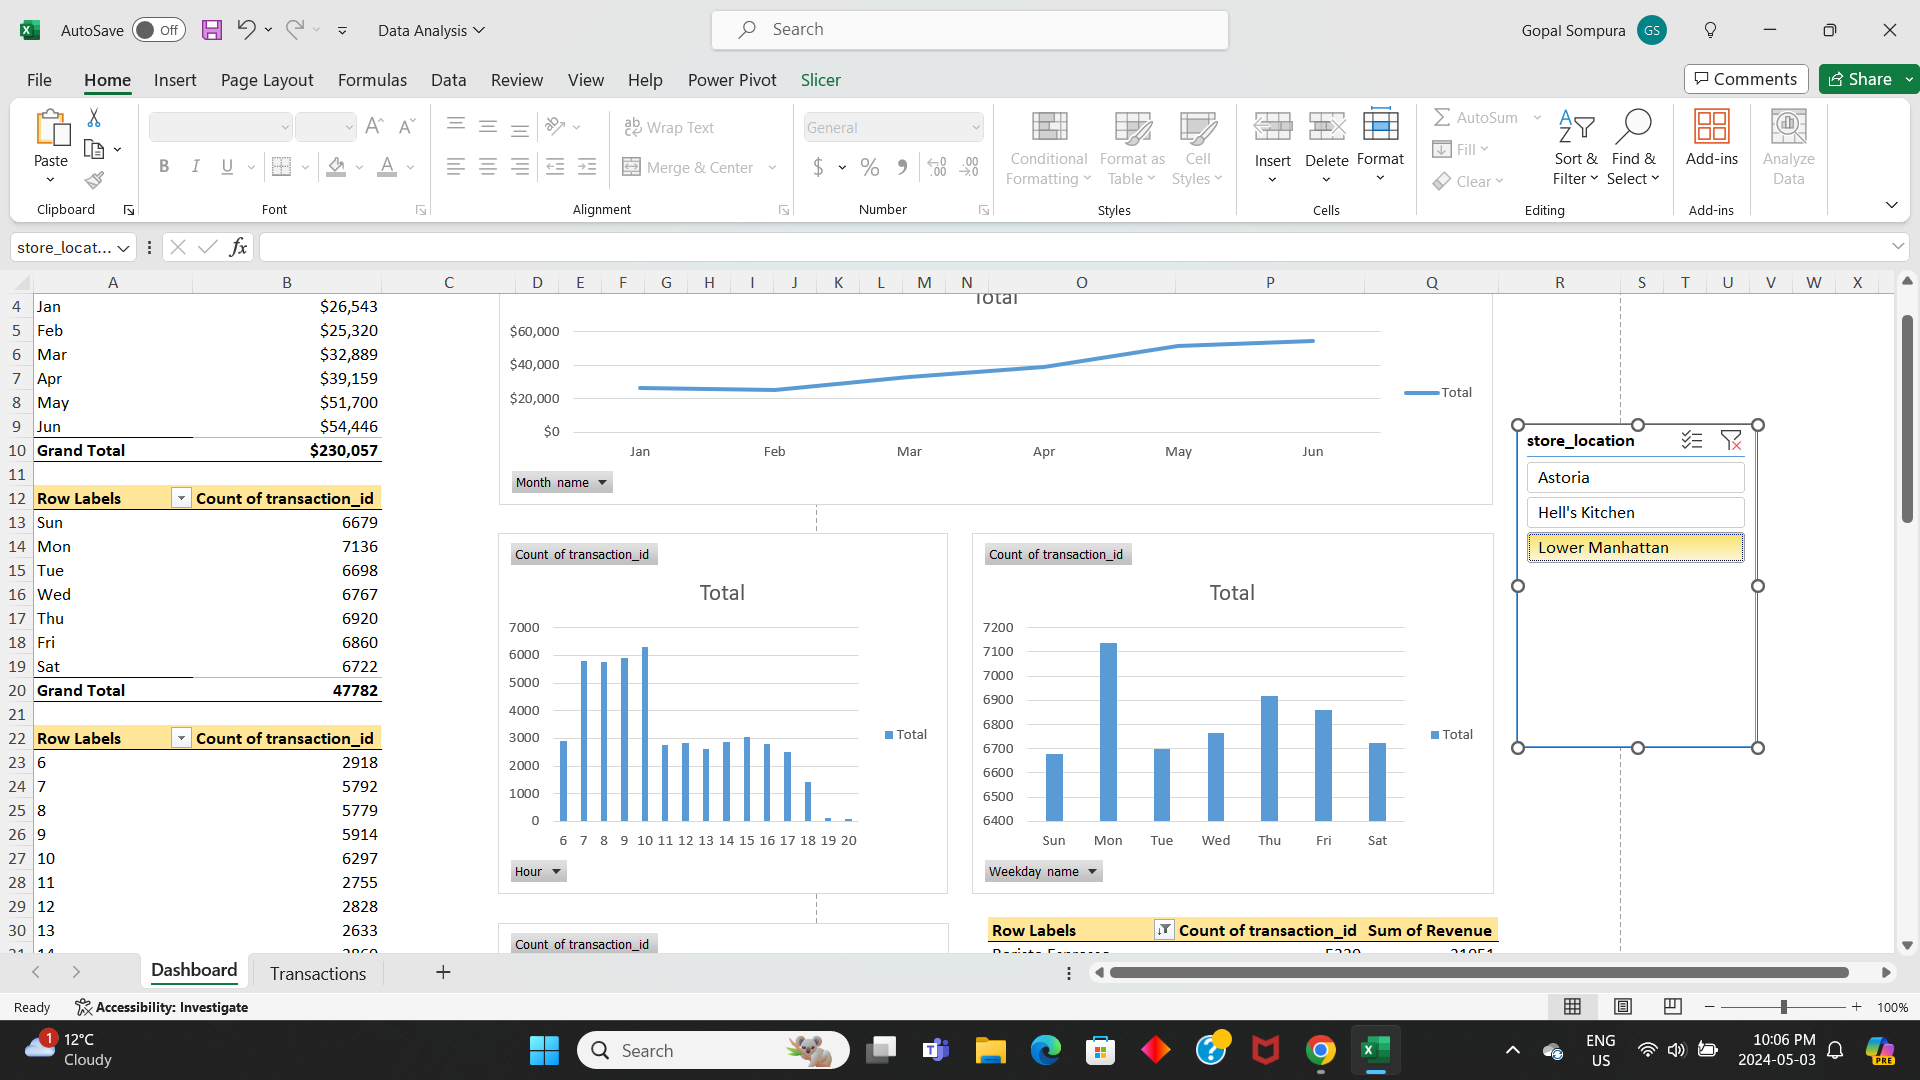 AutoSave Off Data Analysis Search Gopal Sompura GS
File Home Insert Page Layout Formulas Data Review View Help Power Pivot Slicer Comments Share
Paste
Clipboard
B I U A
Font
ab Wrap Text
Merge & Center
Alignment
General
$ % 9 .00
Number
Conditional Formatting
Format as Table
Cell Styles
Styles
Insert Delete Format
Cells
AutoSum
Fill
Clear
Sort & Filter
Find & Select
Editing
Add-ins
Add-ins
Analyze Data
store_locat... fx
A B C D E F G H I J K L M N O P Q R S T U V W X
4 Jan $26,543
5 Feb $25,320
6 Mar $32,889
7 Apr $39,159
8 May $51,700
9 Jun $54,446
10 Grand Total $230,057
11
12 Row Labels Count of transaction_id
13 Sun 6679
14 Mon 7136
15 Tue 6698
16 Wed 6767
17 Thu 6920
18 Fri 6860
19 Sat 6722
20 Grand Total 47782
21
22 Row Labels Count of transaction_id
23 6 2918
24 7 5792
25 8 5779
26 9 5914
27 10 6297
28 11 2755
29 12 2828
30 13 2633
Total
$60,000
$40,000
$20,000
$0
Jan Feb Mar Apr May Jun
Total
Month name
Count of transaction_id
Total
7000
6000
5000
4000
3000
2000
1000
0
6 7 8 9 10 11 12 13 14 15 16 17 18 19 20
Total
Hour
Count of transaction_id
Total
7200
7100
7000
6900
6800
6700
6600
6500
6400
Sun Mon Tue Wed Thu Fri Sat
Total
Weekday name
store_location
Astoria
Hell's Kitchen
Lower Manhattan
Count of transaction_id
Row Labels Count of transaction_id Sum of Revenue
Dashboard Transactions
Ready Accessibility: Investigate 100%
1
12°C
Cloudy
Search
ENG
US
10:06 PM
2024-05-03
PRE